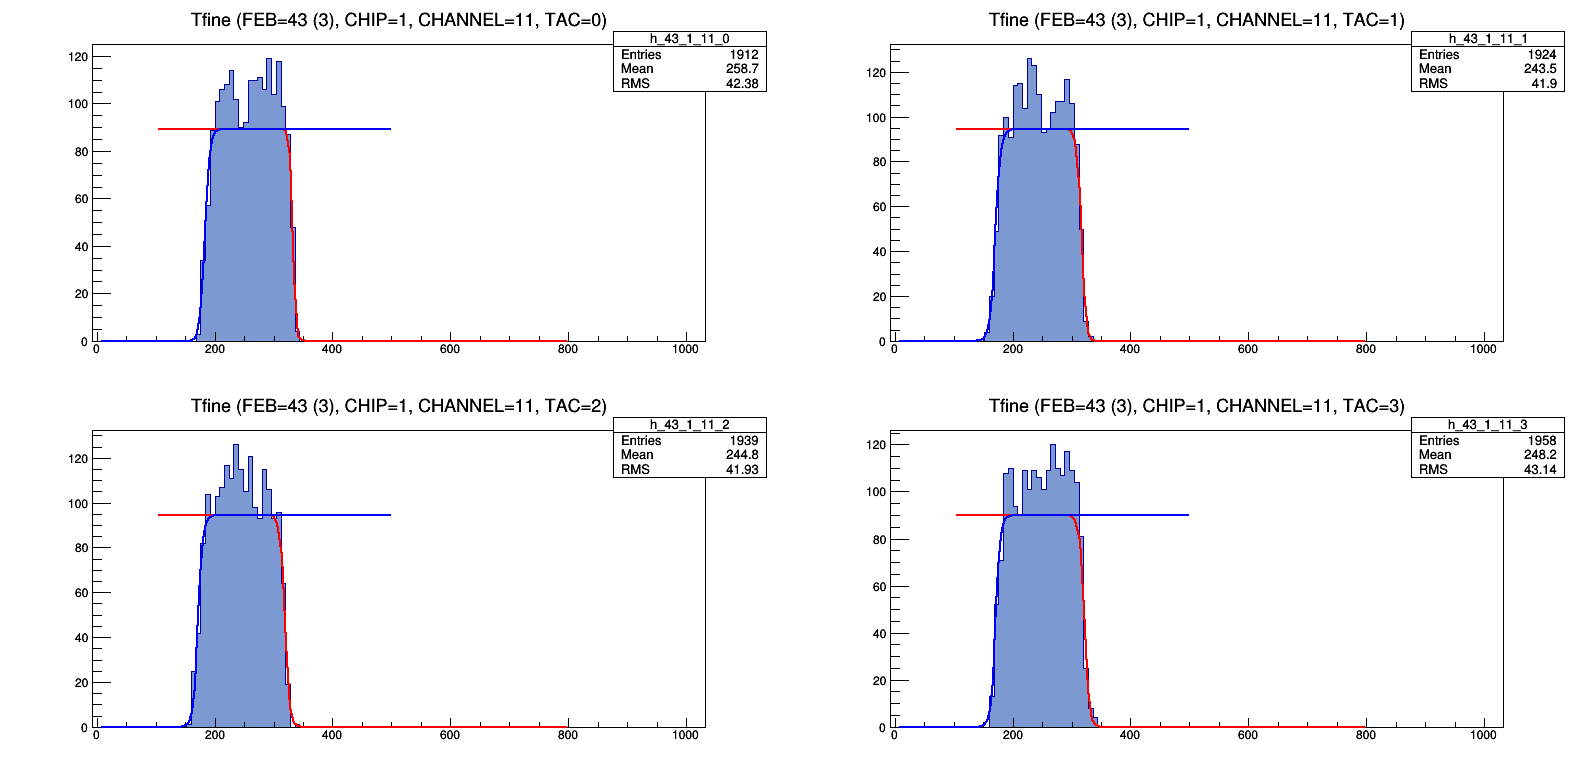 Tfine (FEB=43 (3), CHIP=1, CHANNEL=11, TAC=0)
h_43_1_11_0
Entries 1912
Mean 258.7
RMS 42.38
120
100
80
60
40
20
0
0 200 400 600 800 1000
Tfine (FEB=43 (3), CHIP=1, CHANNEL=11, TAC=1)
h_43_1_11_1
Entries 1924
Mean 243.5
RMS 41.9
120
100
80
60
40
20
0
0 200 400 600 800 1000
Tfine (FEB=43 (3), CHIP=1, CHANNEL=11, TAC=2)
h_43_1_11_2
Entries 1939
Mean 244.8
RMS 41.93
120
100
80
60
40
20
0
0 200 400 600 800 1000
Tfine (FEB=43 (3), CHIP=1, CHANNEL=11, TAC=3)
h_43_1_11_3
Entries 1958
Mean 248.2
RMS 43.14
120
100
80
60
40
20
0
0 200 400 600 800 1000